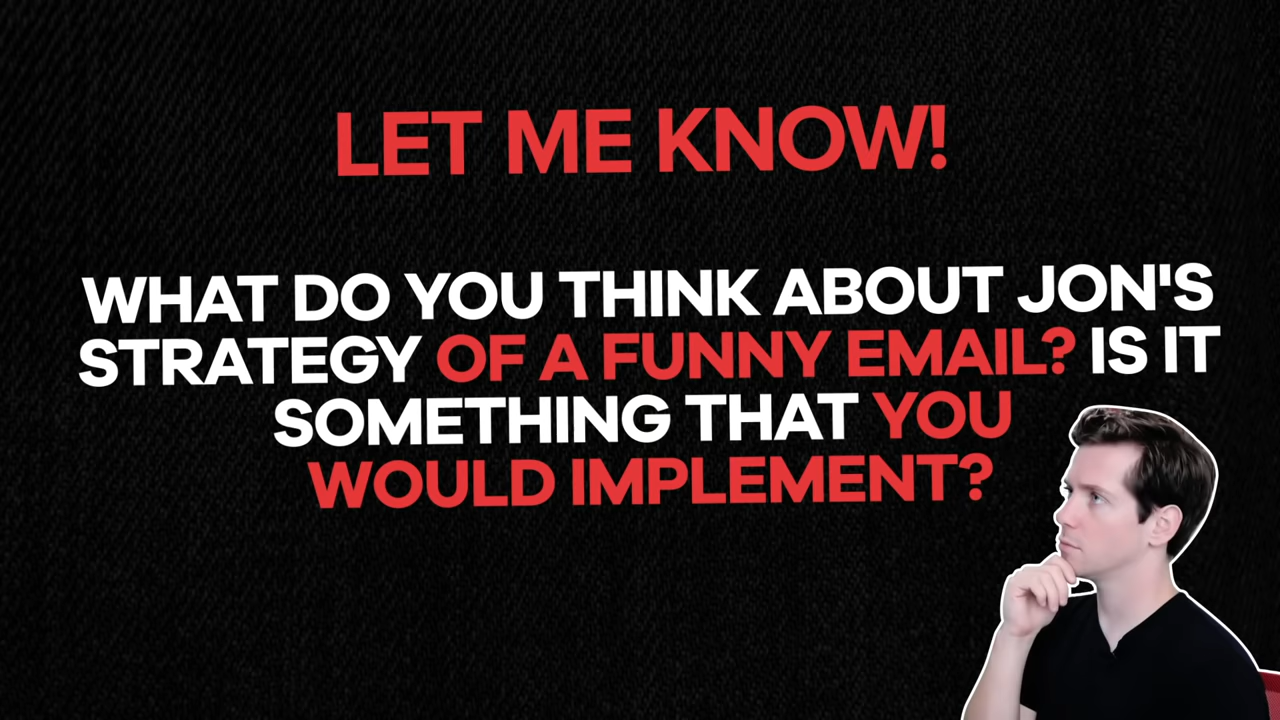 LET ME KNOW!
WHAT DO YOU THINK ABOUT JON'S
STRATEGY OF A FUNNY EMAIL? IS IT
SOMETHING THAT YOU
WOULD IMPLEMENT?